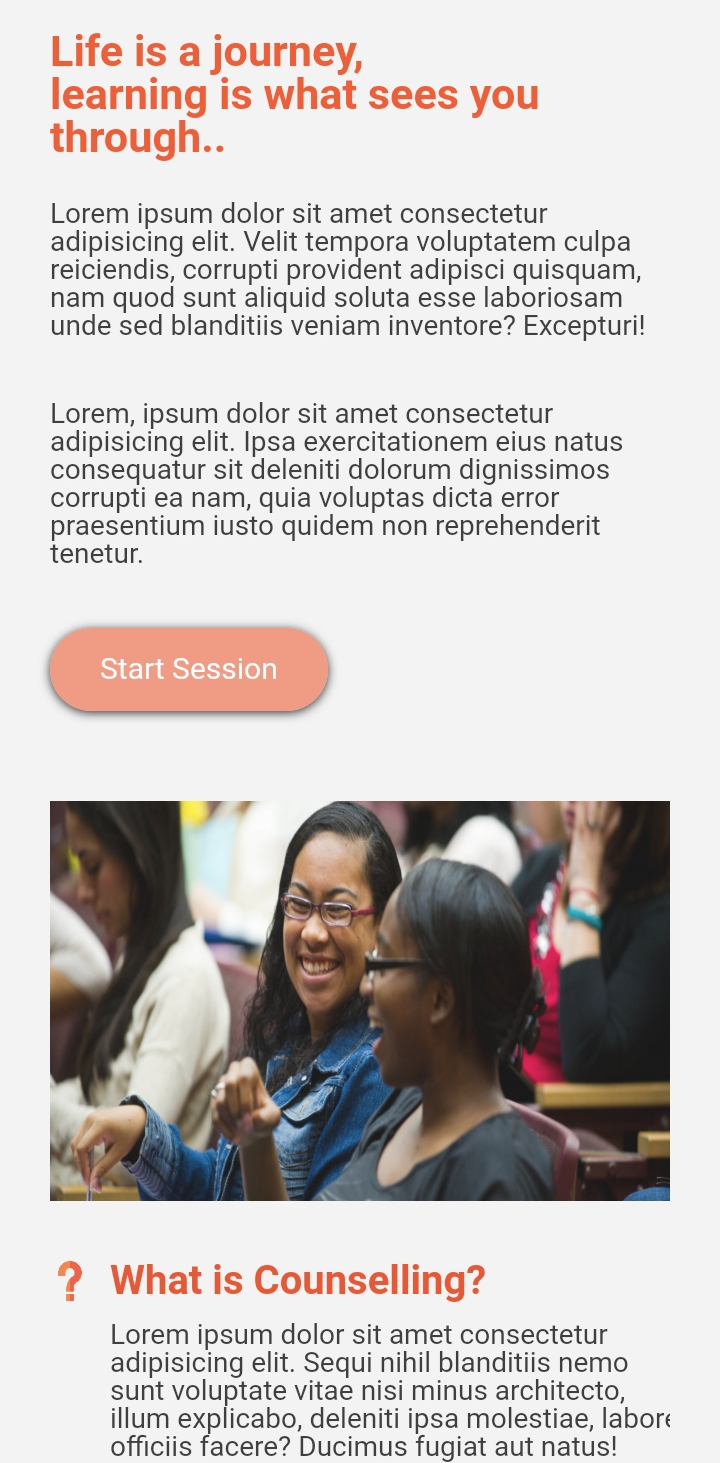 Life is a journey,
learning is what sees you
through..
Lorem ipsum dolor sit amet consectetur
adipisicing elit. Velit tempora voluptatem culpa
reiciendis, corrupti provident adipisci quisquam,
nam quod sunt aliquid soluta esse laboriosam
unde sed blanditiis veniam inventore? Excepturi!
Lorem, ipsum dolor sit amet consectetur
adipisicing elit. Ipsa exercitationem eius natus
consequatur sit deleniti dolorum dignissimos
corrupti ea nam, quia voluptas dicta error
praesentium iusto quidem non reprehenderit
tenetur.
Start Session
? What is Counselling?
Lorem ipsum dolor sit amet consectetur
adipisicing elit. Sequi nihil blanditiis nemo
sunt voluptate vitae nisi minus architecto,
illum explicabo, deleniti ipsa molestiae, labore
officiis facere? Ducimus fugiat aut natus!